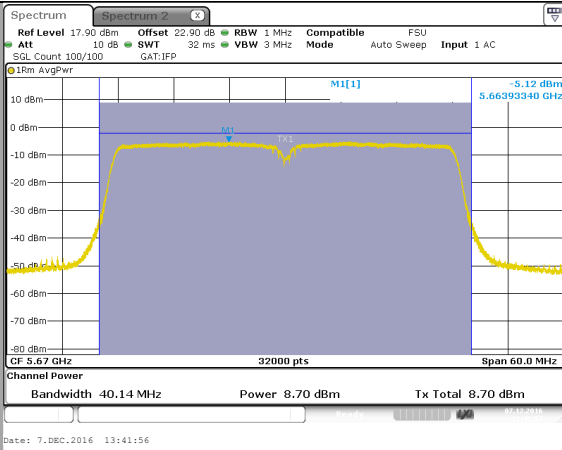 Spectrum
Spectrum 2 X
Ref Level 17.90 dBm Offset 22.90 dB RBW 1 MHz Compatible FSU
Att 10 dB SWT 32 ms VBW 3 MHz Mode Auto Sweep Input 1 AC
SGL Count 100/100 GAT:IFP
1Rm AvgPwr
M1[1] -5.12 dBm
5.66393340 GHz
10 dBm
0 dBm
M1
TX1
-10 dBm
-20 dBm
-30 dBm
-40 dBm
-50 dBm
-60 dBm
-70 dBm
-80 dBm
CF 5.67 GHz 32000 pts Span 60.0 MHz
Channel Power
Bandwidth 40.14 MHz Power 8.70 dBm Tx Total 8.70 dBm
Ready 07.12.2016
Date: 7.DEC.2016 13:41:56